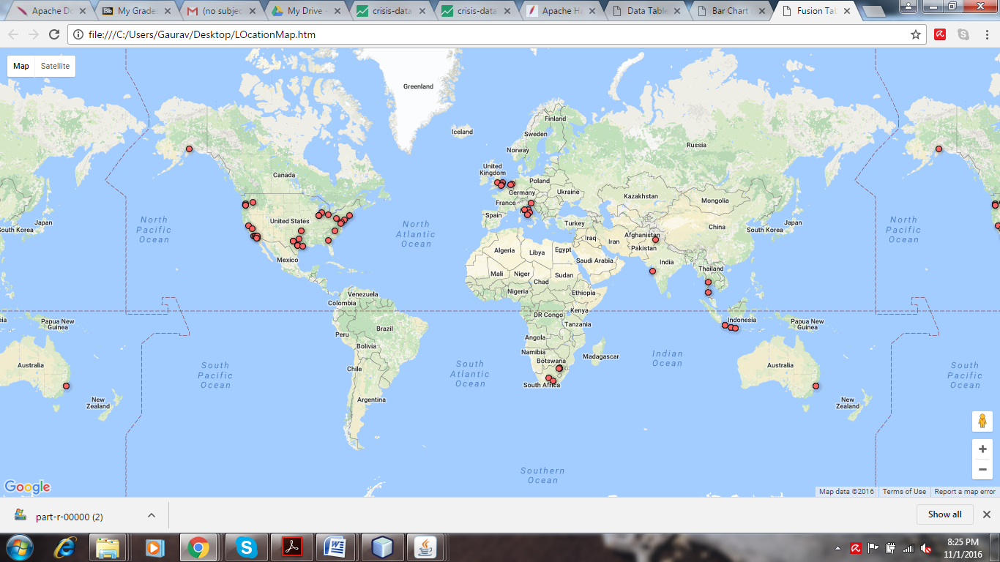 Apache Do
Bb My Grades
(no subjec
My Drive -
crisis-data
crisis-data
Apache Ha
Data Table
Bar Chart
Fusion Tab
file:///C:/Users/Gaurav/Desktop/LOcationMap.htm
Map Satellite
Greenland
Iceland
Finland
Sweden
Norway
Russia
United
Kingdom
Canada
Poland
Germany
Ukraine
France
Kazakhstan
Mongolia
Spain
United States
Turkey
Japan
South Korea
Japan
South Korea
China
North
Pacific
Ocean
North
Atlantic
Ocean
North
Pacific
Ocean
Iraq
Iran
Afghanistan
Pakistan
Algeria
Libya
Egypt
Saudi Arabia
India
Mexico
Thailand
Mali
Niger
Sudan
Chad
Nigeria
Ethiopia
Venezuela
Colombia
Kenya
DR Congo
Tanzania
Indonesia
Papua New
Guinea
Papua New
Guinea
Brazil
Peru
Angola
Bolivia
Namibia
Botswana
Madagascar
Indian
Ocean
Australia
Australia
Chile
South
Pacific
Ocean
South
Atlantic
Ocean
South
Pacific
Ocean
South Africa
Argentina
New
Zealand
New
Zealand
Southern
Ocean
Google
Map data ©2016 Terms of Use Report a map error
part-r-00000 (2)
Show all
8:25 PM
11/1/2016